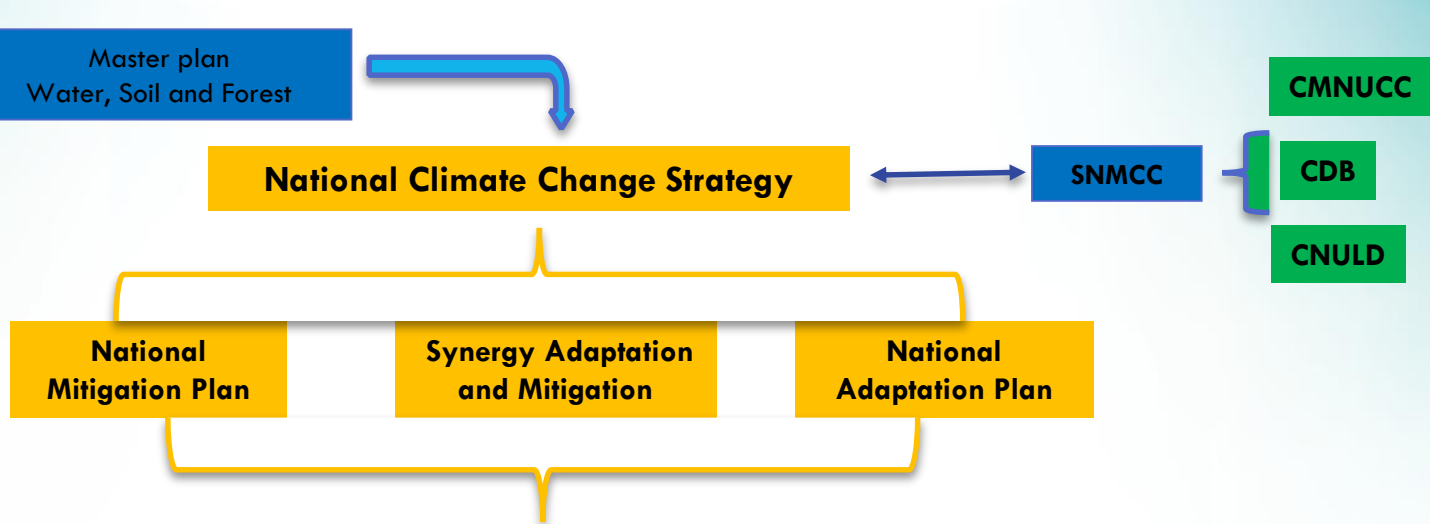 Master plan
Water, Soil and Forest
CMNUCC
National Climate Change Strategy
SNMCC
CDB
CNULD
National
Mitigation Plan
Synergy Adaptation
and Mitigation
National
Adaptation Plan